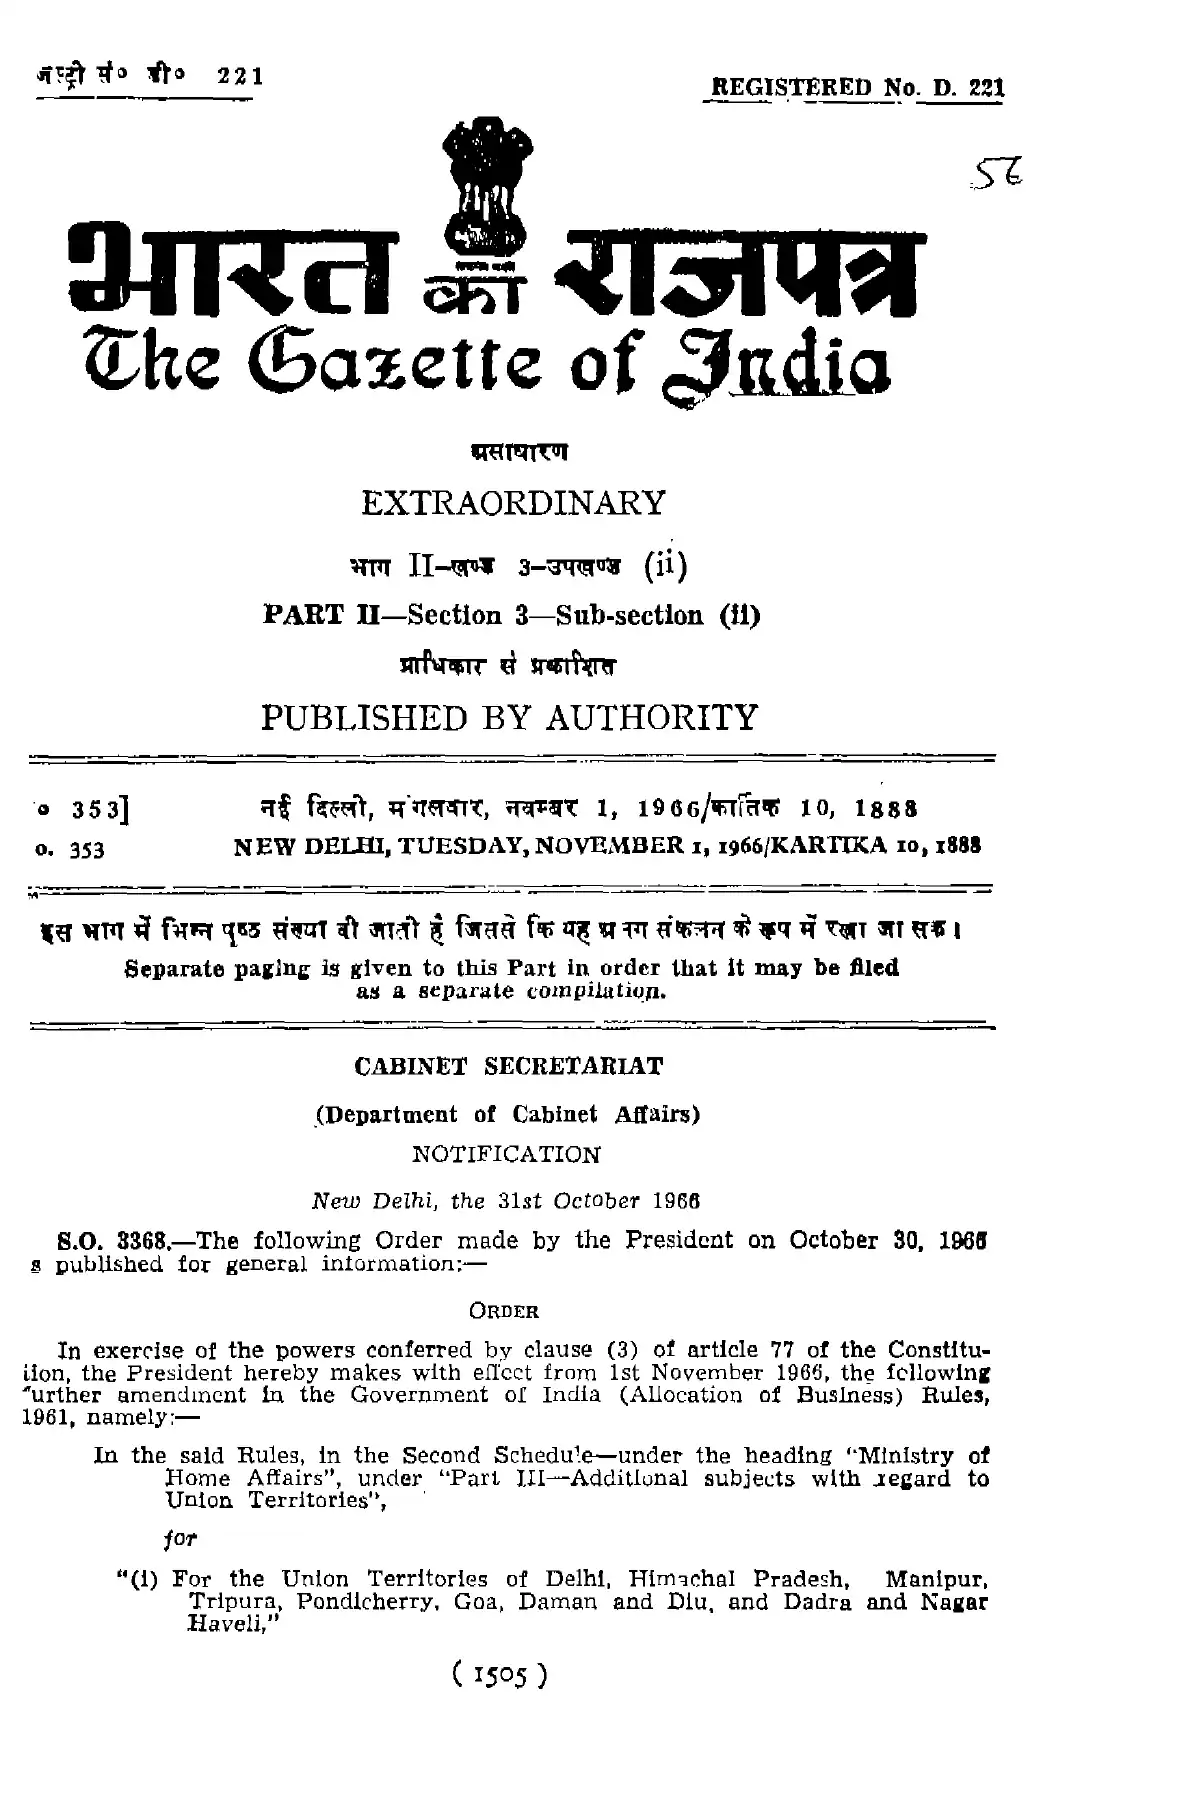 जस्ट्री सं० डी० 221
REGISTERED No. D. 221
56
भारत का राजपत्र
The Gazette of India
असाधारण
EXTRAORDINARY
भाग II—खण्ड 3—उपखण्ड (ii)
PART II—Section 3—Sub-section (ii)
प्राधिकार से प्रकाशित
PUBLISHED BY AUTHORITY
० 353] नई दिल्ली, मंगलवार, नवम्बर 1, 1966/कार्तिक 10, 1888
o. 353 NEW DELHI, TUESDAY, NOVEMBER 1, 1966/KARTIKA 10, 1888
इस भाग में भिन्न पृष्ठ संख्या दी जाती है जिससे कि यह अलग संकलन के रूप में रखा जा सके।
Separate paging is given to this Part in order that it may be filed
as a separate compilation.
CABINET SECRETARIAT
(Department of Cabinet Affairs)
NOTIFICATION
New Delhi, the 31st October 1966
S.O. 3368.—The following Order made by the President on October 30, 1966
s published for general information:—
ORDER
In exercise of the powers conferred by clause (3) of article 77 of the Constitu-
tion, the President hereby makes with effect from 1st November 1966, the following
further amendment in the Government of India (Allocation of Business) Rules,
1961, namely:—
In the said Rules, in the Second Schedule—under the heading "Ministry of
Home Affairs", under "Part III—Additional subjects with regard to
Union Territories",
for
"(i) For the Union Territories of Delhi, Himachal Pradesh, Manipur,
Tripura, Pondicherry, Goa, Daman and Diu, and Dadra and Nagar
Haveli,"
( 1505 )